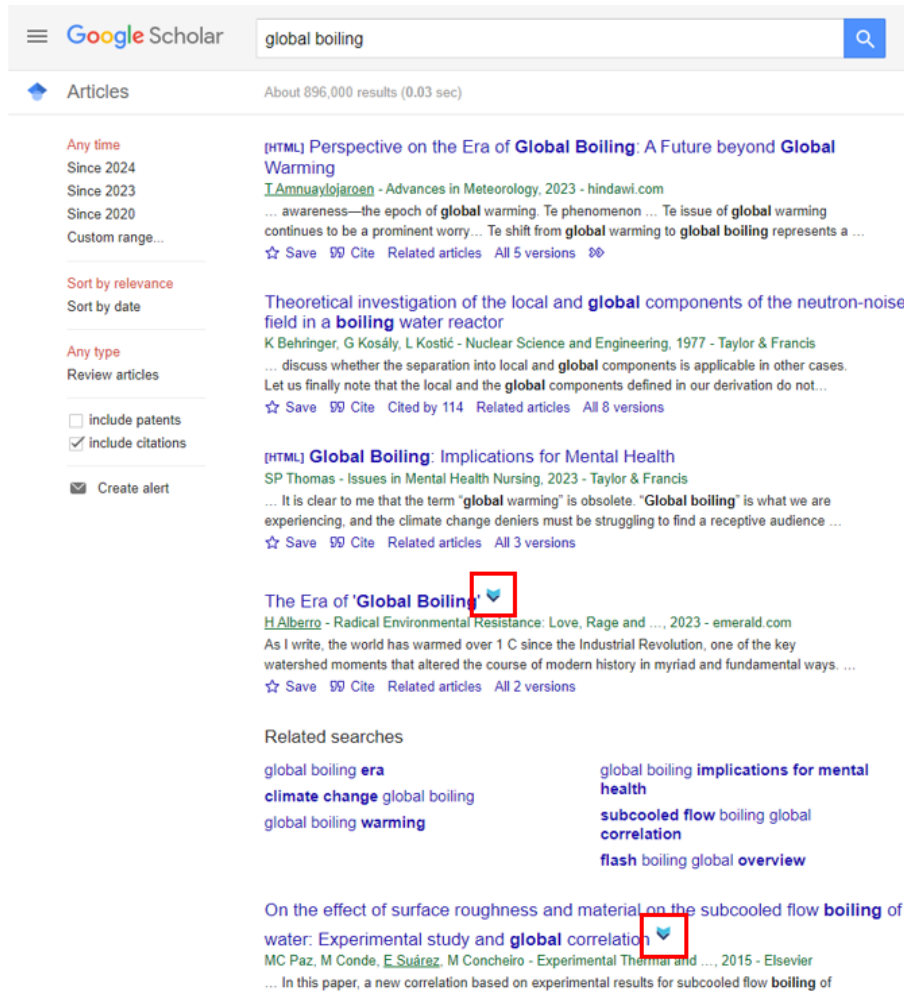 Google Scholar
global boiling
Articles
About 896,000 results (0.03 sec)
Any time
Since 2024
Since 2023
Since 2020
Custom range...
Sort by relevance
Sort by date
Any type
Review articles
include patents
include citations
Create alert
[HTML] Perspective on the Era of Global Boiling: A Future beyond Global
Warming
T Amnuaylojaroen - Advances in Meteorology, 2023 - hindawi.com
... awareness—the epoch of global warming. Te phenomenon ... Te issue of global warming
continues to be a prominent worry... Te shift from global warming to global boiling represents a ...
Save Cite Related articles All 5 versions
Theoretical investigation of the local and global components of the neutron-noise
field in a boiling water reactor
K Behringer, G Kosály, L Kostić - Nuclear Science and Engineering, 1977 - Taylor & Francis
... discuss whether the separation into local and global components is applicable in other cases.
Let us finally note that the local and the global components defined in our derivation do not...
Save Cite Cited by 114 Related articles All 8 versions
[HTML] Global Boiling: Implications for Mental Health
SP Thomas - Issues in Mental Health Nursing, 2023 - Taylor & Francis
... It is clear to me that the term “global warming” is obsolete. “Global boiling” is what we are
experiencing, and the climate change deniers must be struggling to find a receptive audience ...
Save Cite Related articles All 3 versions
The Era of 'Global Boiling'
H Alberro - Radical Environmental Resistance: Love, Rage and ..., 2023 - emerald.com
As I write, the world has warmed over 1 C since the Industrial Revolution, one of the key
watershed moments that altered the course of modern history in myriad and fundamental ways. ...
Save Cite Related articles All 2 versions
Related searches
global boiling era
climate change global boiling
global boiling warming
global boiling implications for mental
health
subcooled flow boiling global
correlation
flash boiling global overview
On the effect of surface roughness and material on the subcooled flow boiling of
water: Experimental study and global correlation
MC Paz, M Conde, E Suárez, M Concheiro - Experimental Thermal and ..., 2015 - Elsevier
... In this paper, a new correlation based on experimental results for subcooled flow boiling of